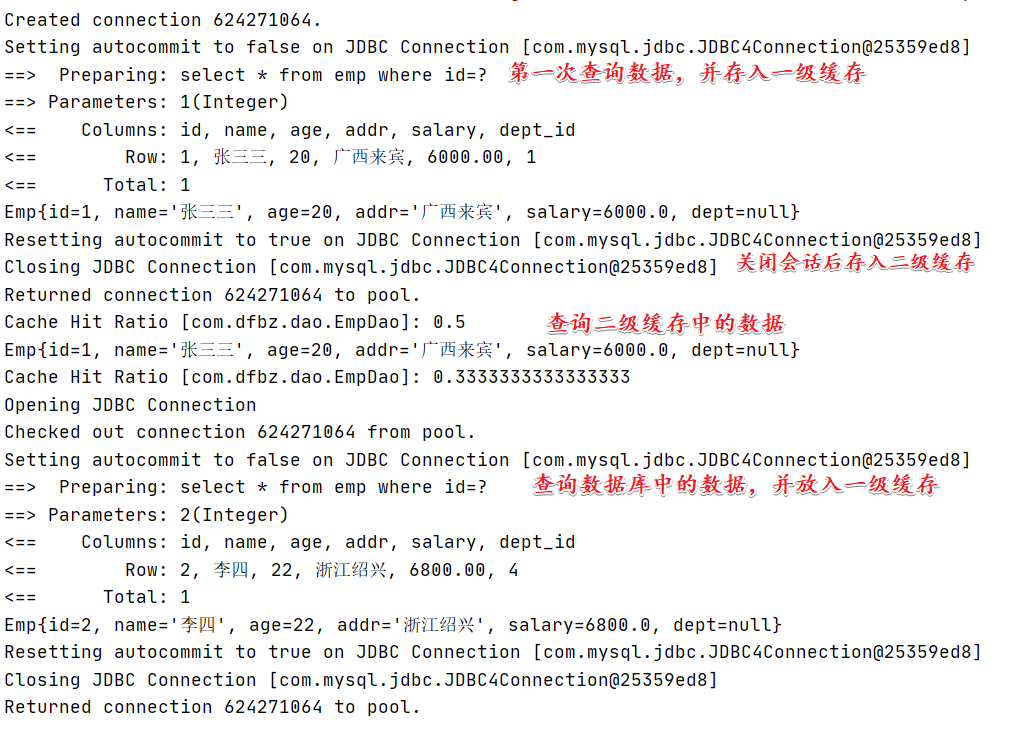 Created connection 624271064.
Setting autocommit to false on JDBC Connection [com.mysql.jdbc.JDBC4Connection@25359ed8]
==>  Preparing: select * from emp where id=? 第一次查询数据，并存入一级缓存
==> Parameters: 1(Integer)
<==    Columns: id, name, age, addr, salary, dept_id
<==        Row: 1, 张三三, 20, 广西来宾, 6000.00, 1
<==      Total: 1
Emp{id=1, name='张三三', age=20, addr='广西来宾', salary=6000.0, dept=null}
Resetting autocommit to true on JDBC Connection [com.mysql.jdbc.JDBC4Connection@25359ed8]
Closing JDBC Connection [com.mysql.jdbc.JDBC4Connection@25359ed8] 关闭会话后存入二级缓存
Returned connection 624271064 to pool.
Cache Hit Ratio [com.dfbz.dao.EmpDao]: 0.5 查询二级缓存中的数据
Emp{id=1, name='张三三', age=20, addr='广西来宾', salary=6000.0, dept=null}
Cache Hit Ratio [com.dfbz.dao.EmpDao]: 0.3333333333333333
Opening JDBC Connection
Checked out connection 624271064 from pool.
Setting autocommit to false on JDBC Connection [com.mysql.jdbc.JDBC4Connection@25359ed8]
==>  Preparing: select * from emp where id=? 查询数据库中的数据，并放入一级缓存
==> Parameters: 2(Integer)
<==    Columns: id, name, age, addr, salary, dept_id
<==        Row: 2, 李四, 22, 浙江绍兴, 6800.00, 4
<==      Total: 1
Emp{id=2, name='李四', age=22, addr='浙江绍兴', salary=6800.0, dept=null}
Resetting autocommit to true on JDBC Connection [com.mysql.jdbc.JDBC4Connection@25359ed8]
Closing JDBC Connection [com.mysql.jdbc.JDBC4Connection@25359ed8]
Returned connection 624271064 to pool.